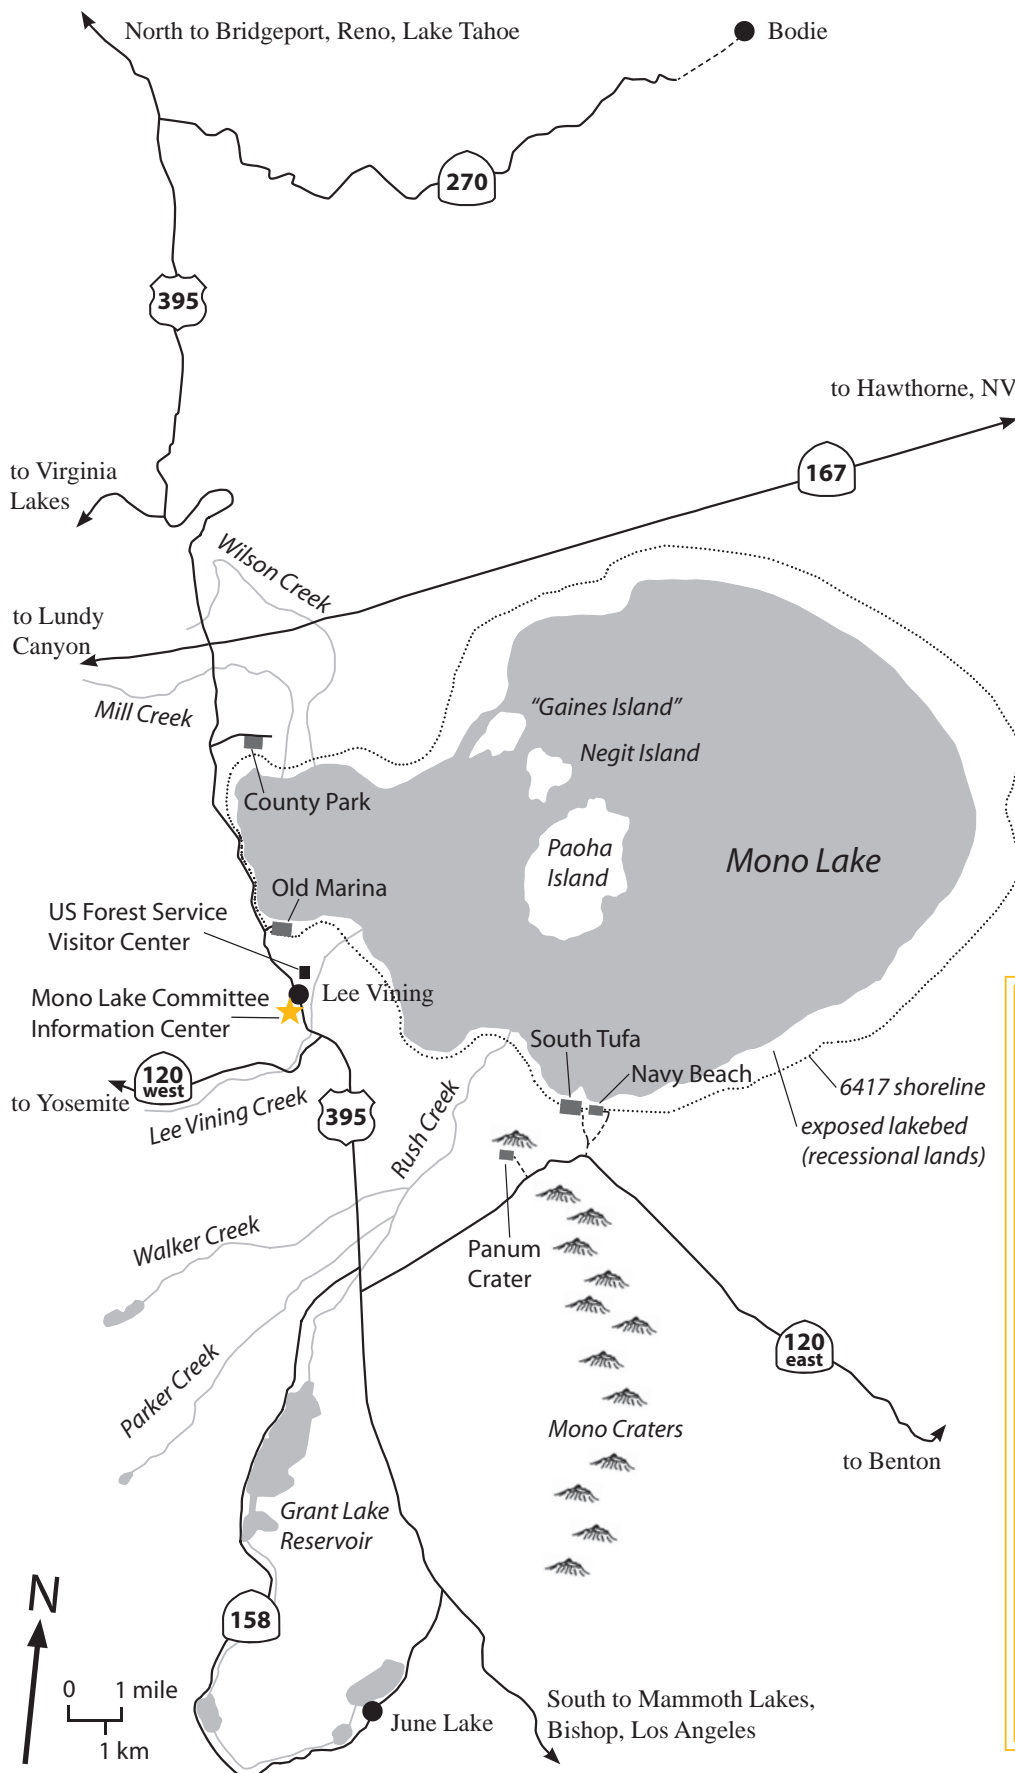 North to Bridgeport, Reno, Lake Tahoe
Bodie
270
395
to Hawthorne, NV
167
to Virginia
Lakes
Wilson Creek
to Lundy
Canyon
Mill Creek
"Gaines Island"
Negit Island
County Park
Paoha
Island
Mono Lake
Old Marina
US Forest Service
Visitor Center
Lee Vining
Mono Lake Committee
Information Center
South Tufa
Navy Beach
120
west
to Yosemite
Lee Vining Creek
395
Rush Creek
6417 shoreline
exposed lakebed
(recessional lands)
Walker Creek
Panum
Crater
120
east
Parker Creek
Mono Craters
to Benton
Grant Lake
Reservoir
N
158
0 1 mile
1 km
June Lake
South to Mammoth Lakes,
Bishop, Los Angeles